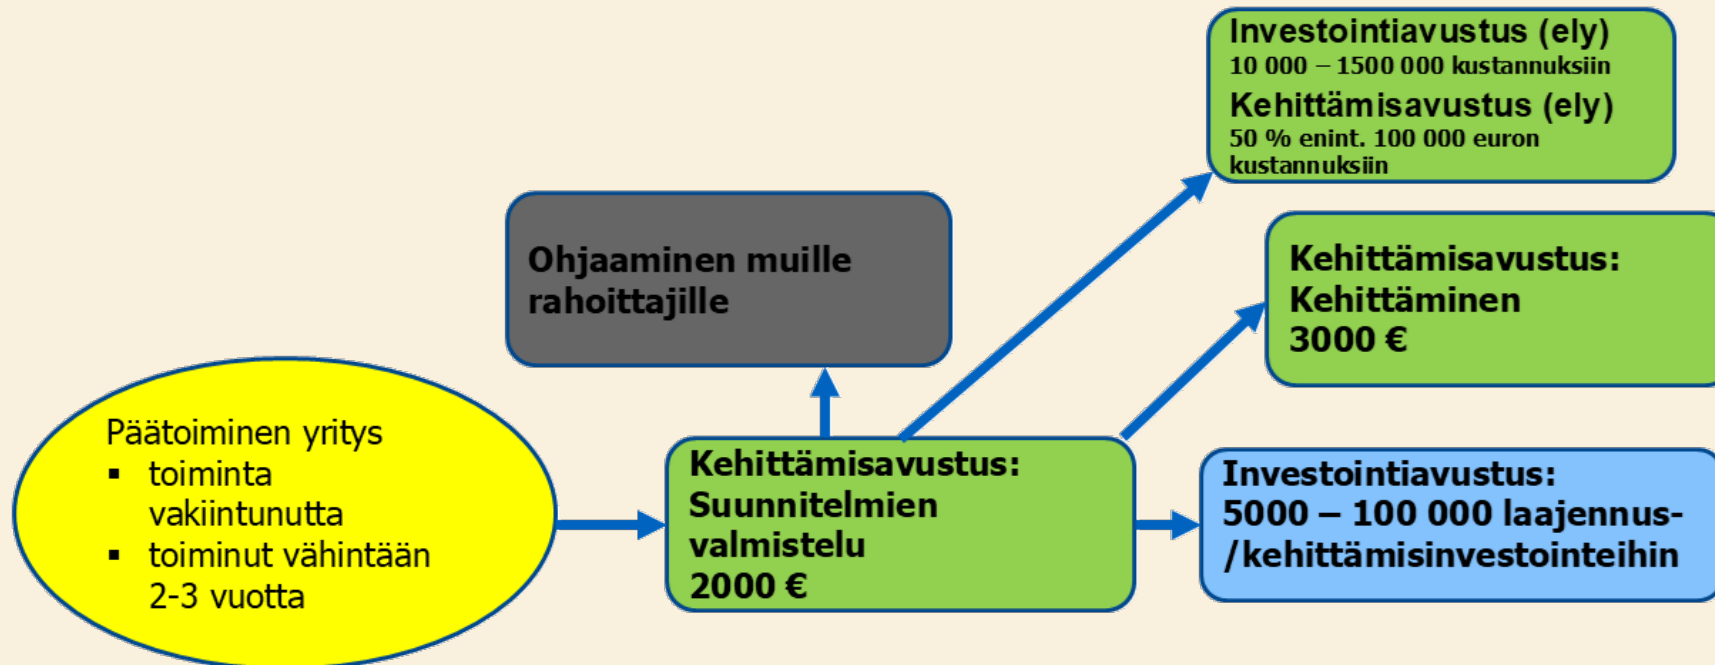 Investointiavustus (ely)
10 000 – 1500 000 kustannuksiin
Kehittämisavustus (ely)
50 % enint. 100 000 euron
kustannuksiin
Ohjaaminen muille
rahoittajille
Kehittämisavustus:
Kehittäminen
3000 €
Päätoiminen yritys
▪ toiminta
vakiintunutta
▪ toiminut vähintään
2-3 vuotta
Kehittämisavustus:
Suunnitelmien
valmistelu
2000 €
Investointiavustus:
5000 – 100 000 laajennus-
/kehittämisinvestointeihin